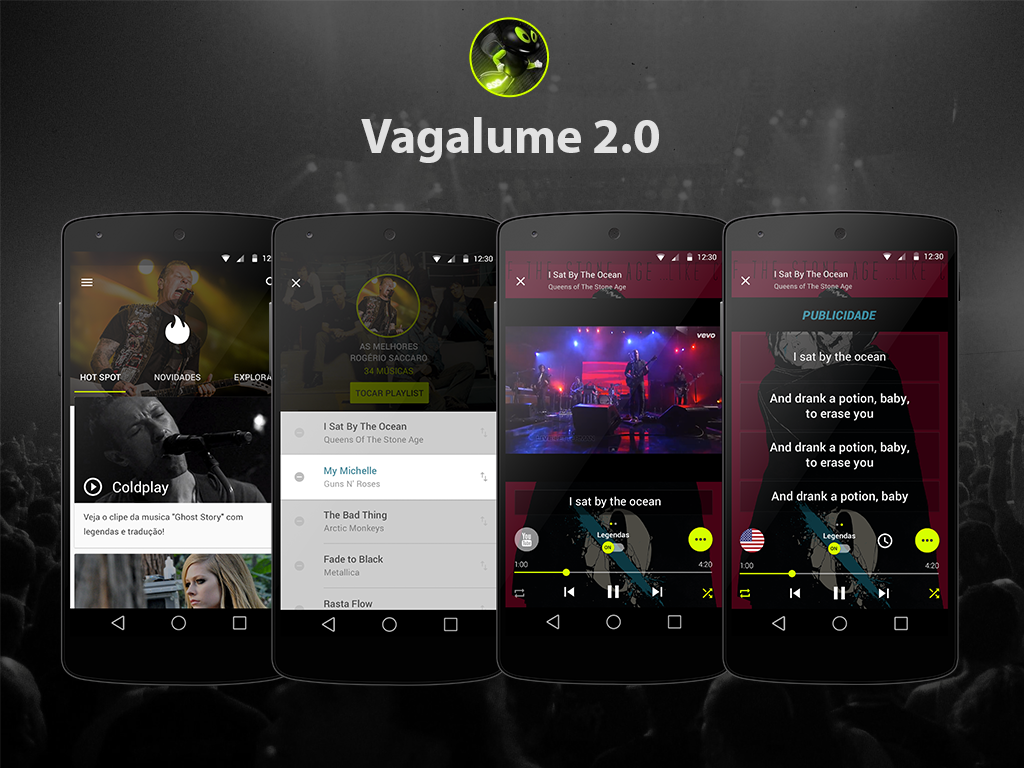 Vagalume 2.0
12
HOT SPOT NOVIDADES EXPLORA
Coldplay
Veja o clipe da musica "Ghost Story" com
legendas e tradução!
12:30
AS MELHORES
ROGÉRIO SACCARO
34 MÚSICAS
TOCAR PLAYLIST
I Sat By The Ocean
Queens Of The Stone Age
My Michelle
Guns N' Roses
The Bad Thing
Arctic Monkeys
Fade to Black
Metallica
Rasta Flow
12:30
I Sat By The Ocean
Queens of The Stone Age
vevo
I sat by the ocean
You Tube
Legendas
ON
1:00 4:20
12:30
I Sat By The Ocean
Queens of The Stone Age
PUBLICIDADE
I sat by the ocean
And drank a potion, baby,
to erase you
And drank a potion, baby,
to erase you
And drank a potion, baby
Legendas
ON
1:00 4:20